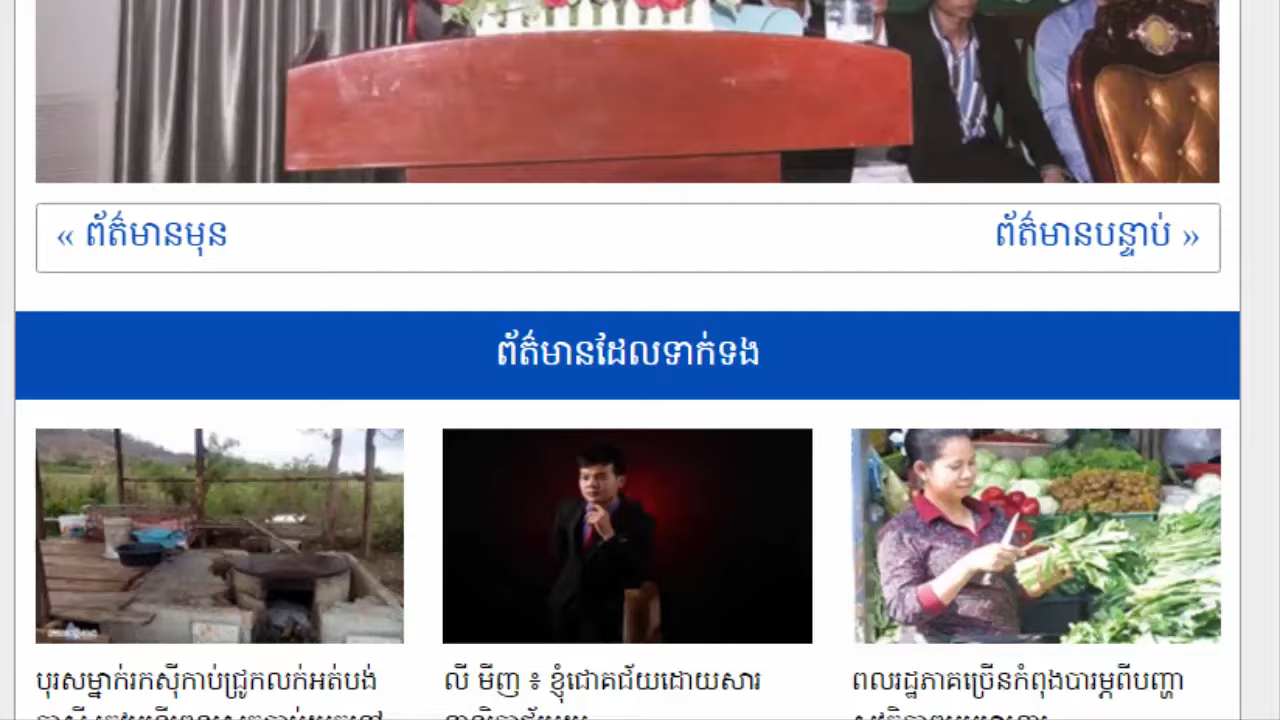 « ព័ត៌មានមុន
ព័ត៌មានបន្ទាប់ »
ព័ត៌មានដែលទាក់ទង
បុរសម្នាក់រកស៊ីកាប់ជ្រូកលក់អត់បង់
លី មីញ ៖ ខ្ញុំជោគជ័យដោយសារ
ពលរដ្ឋភាគច្រើនកំពុងបារម្ភពីបញ្ហា